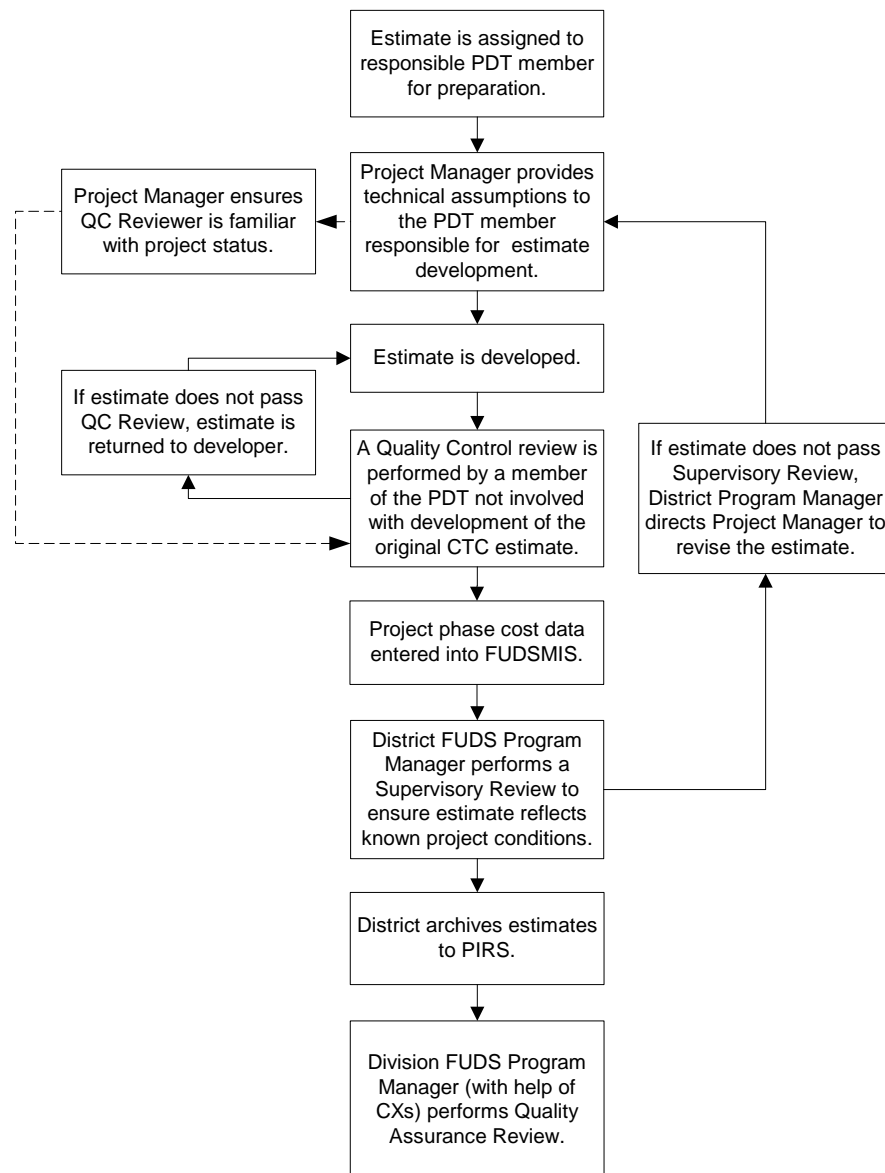 Estimate is assigned to
responsible PDT member
for preparation.
Project Manager provides
technical assumptions to
the PDT member
responsible for estimate
development.
Project Manager ensures
QC Reviewer is familiar
with project status.
Estimate is developed.
If estimate does not pass
QC Review, estimate is
returned to developer.
A Quality Control review is
performed by a member
of the PDT not involved
with development of the
original CTC estimate.
If estimate does not pass
Supervisory Review,
District Program Manager
directs Project Manager to
revise the estimate.
Project phase cost data
entered into FUDSMIS.
District FUDS Program
Manager performs a
Supervisory Review to
ensure estimate reflects
known project conditions.
District archives estimates
to PIRS.
Division FUDS Program
Manager (with help of
CXs) performs Quality
Assurance Review.